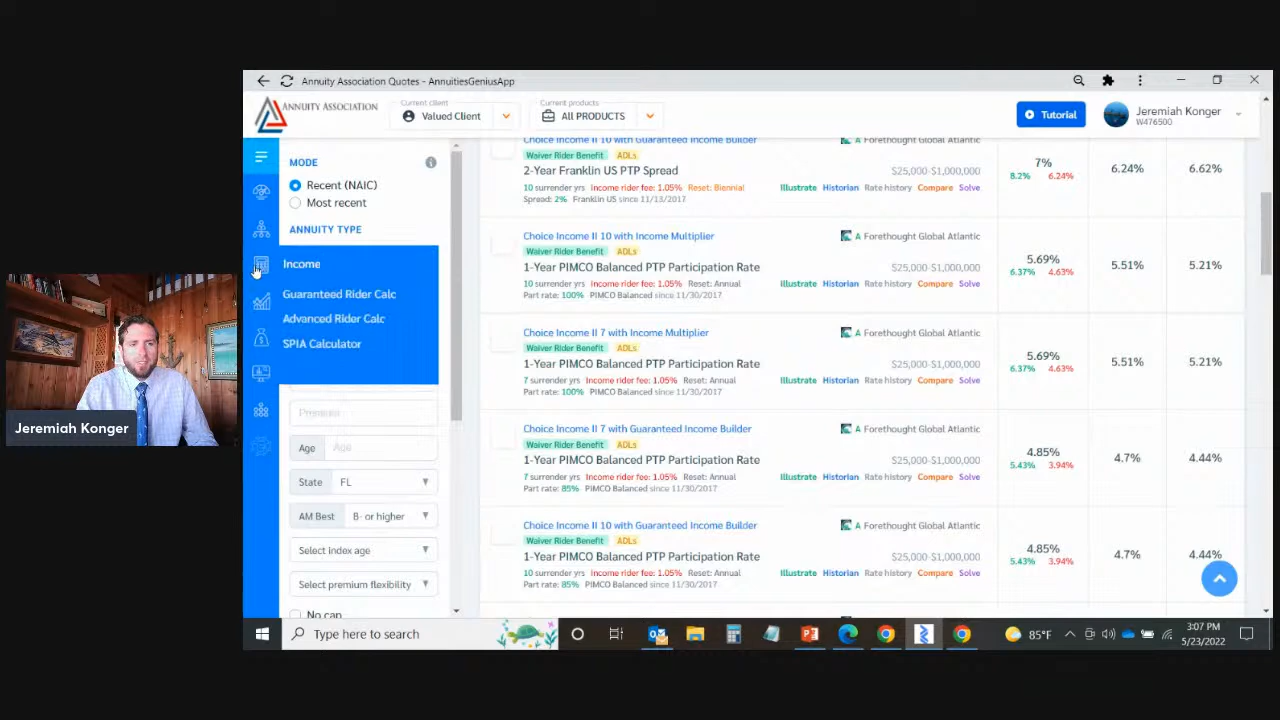 Annuity Association Quotes - AnnuitiesGeniusApp
ANNUITY ASSOCIATION
Current client
Valued Client
Current products
All PRODUCTS
Tutorial
Jeremiah Konger
W476500
MODE
Recent (NAIC)
Most recent
ANNUITY TYPE
Income
Guaranteed Rider Calc
Advanced Rider Calc
SPIA Calculator
Premium
Age Age
State FL
AM Best B- or higher
Select index age
Select premium flexibility
No cap
Choice Income II 10 with Guaranteed Income Builder
A Forethought Global Atlantic
Waiver Rider Benefit ADLs
2-Year Franklin US PTP Spread
$25,000-$1,000,000
7%
8.2% 6.24%
6.24%
6.62%
10 surrender yrs Income rider fee: 1.05% Reset: Biennial
Illustrate Historian Rate history Compare Solve
Spread: 2% Franklin US since 11/13/2017
Choice Income II 10 with Income Multiplier
A Forethought Global Atlantic
Waiver Rider Benefit ADLs
1-Year PIMCO Balanced PTP Participation Rate
$25,000-$1,000,000
5.69%
6.37% 4.63%
5.51%
5.21%
10 surrender yrs Income rider fee: 1.05% Reset: Annual
Illustrate Historian Rate history Compare Solve
Part rate: 100% PIMCO Balanced since 11/30/2017
Choice Income II 7 with Income Multiplier
A Forethought Global Atlantic
Waiver Rider Benefit ADLs
1-Year PIMCO Balanced PTP Participation Rate
$25,000-$1,000,000
5.69%
6.37% 4.63%
5.51%
5.21%
7 surrender yrs Income rider fee: 1.05% Reset: Annual
Illustrate Historian Rate history Compare Solve
Part rate: 100% PIMCO Balanced since 11/30/2017
Choice Income II 7 with Guaranteed Income Builder
A Forethought Global Atlantic
Waiver Rider Benefit ADLs
1-Year PIMCO Balanced PTP Participation Rate
$25,000-$1,000,000
4.85%
5.43% 3.94%
4.7%
4.44%
7 surrender yrs Income rider fee: 1.05% Reset: Annual
Illustrate Historian Rate history Compare Solve
Part rate: 85% PIMCO Balanced since 11/30/2017
Choice Income II 10 with Guaranteed Income Builder
A Forethought Global Atlantic
Waiver Rider Benefit ADLs
1-Year PIMCO Balanced PTP Participation Rate
$25,000-$1,000,000
4.85%
5.43% 3.94%
4.7%
4.44%
10 surrender yrs Income rider fee: 1.05% Reset: Annual
Illustrate Historian Rate history Compare Solve
Part rate: 85% PIMCO Balanced since 11/30/2017
Jeremiah Konger
Type here to search
85°F
3:07 PM
5/23/2022